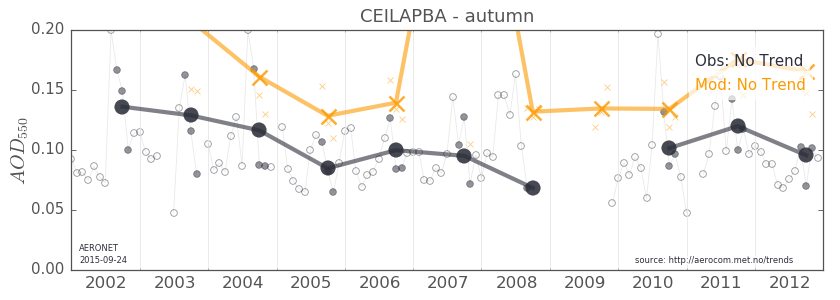 CEILAPBA - autumn
AOD550
0.20
0.15
0.10
0.05
0.00
Obs: No Trend
Mod: No Trend
AERONET
2015-09-24
source: http://aerocom.met.no/trends
2002 2003 2004 2005 2006 2007 2008 2009 2010 2011 2012